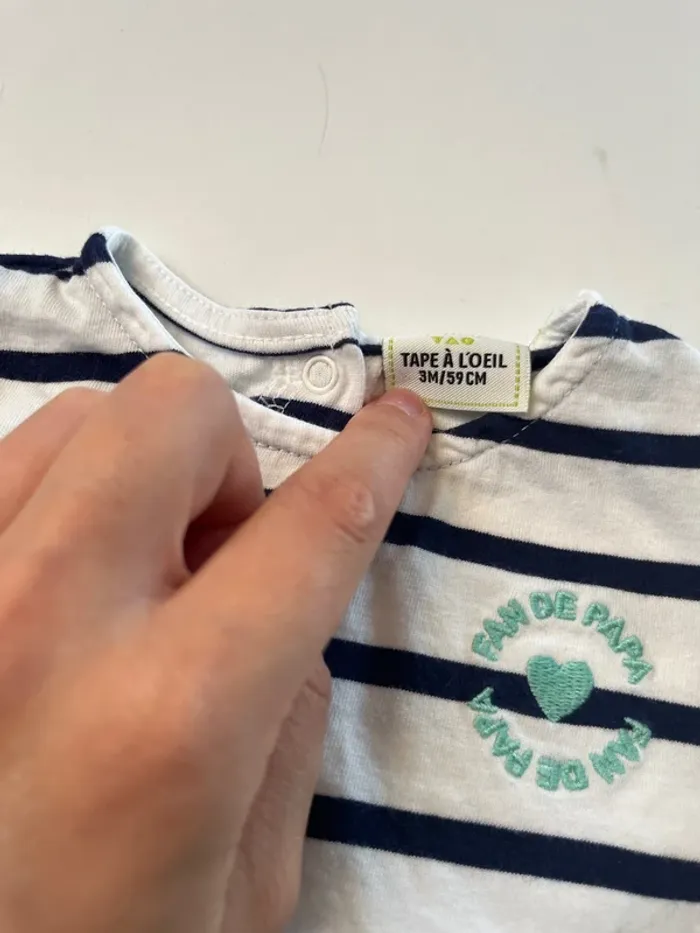 TAO
TAPE À L'OEIL
3M/59CM
FAN DE PAPA
FAN DE PAPA